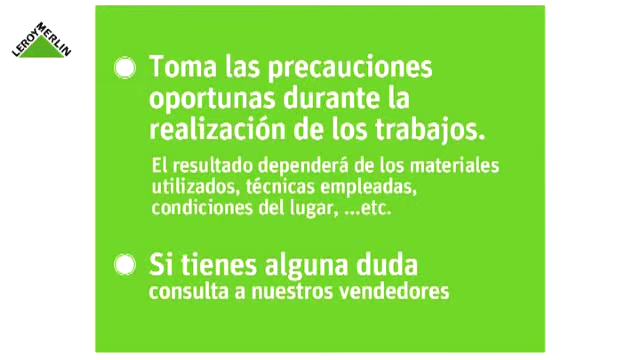 LEROY MERLIN
Toma las precauciones
oportunas durante la
realización de los trabajos.
El resultado dependerá de los materiales
utilizados, técnicas empleadas,
condiciones del lugar, ...etc.
Si tienes alguna duda
consulta a nuestros vendedores